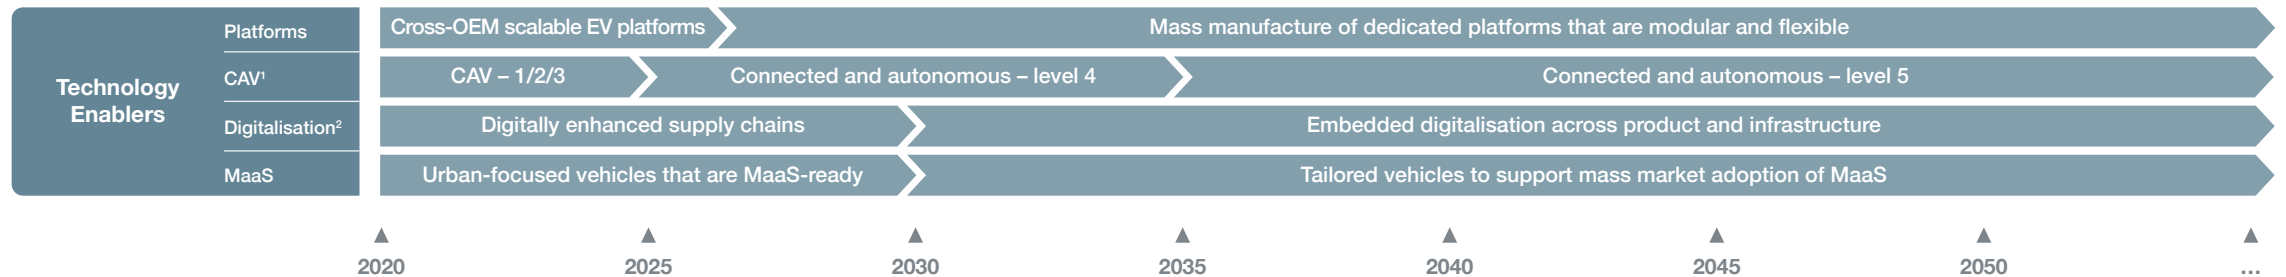 Technology
Enablers
Platforms
Cross-OEM scalable EV platforms
Mass manufacture of dedicated platforms that are modular and flexible
CAV¹
CAV – 1/2/3
Connected and autonomous – level 4
Connected and autonomous – level 5
Digitalisation²
Digitally enhanced supply chains
Embedded digitalisation across product and infrastructure
MaaS
Urban-focused vehicles that are MaaS-ready
Tailored vehicles to support mass market adoption of MaaS
2020
2025
2030
2035
2040
2045
2050
...